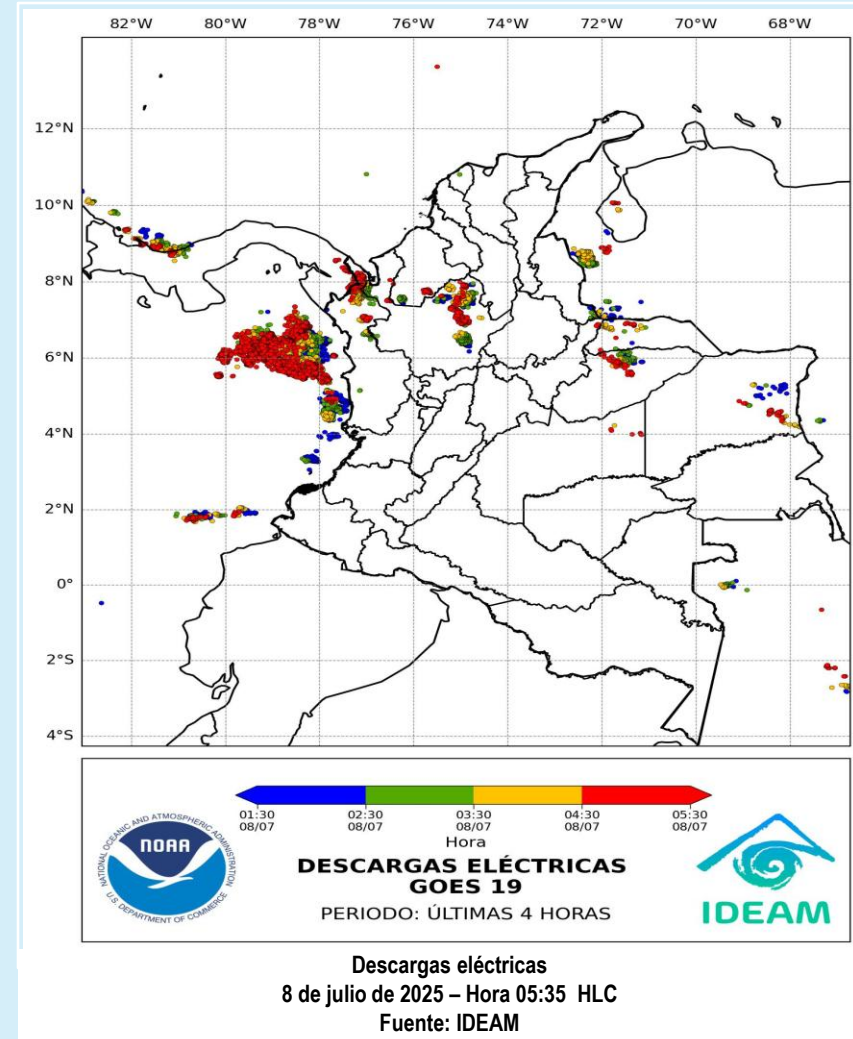 82°W 80°W 78°W 76°W 74°W 72°W 70°W 68°W
12°N
10°N
8°N
6°N
4°N
2°N
0°
2°S
4°S
01:30 02:30 03:30 04:30 05:30
08/07 08/07 08/07 08/07 08/07
Hora
DESCARGAS ELÉCTRICAS
GOES 19
PERIODO: ÚLTIMAS 4 HORAS
NATIONAL OCEANIC AND ATMOSPHERIC ADMINISTRATION
NOAA
U.S. DEPARTMENT OF COMMERCE
IDEAM
Descargas eléctricas
8 de julio de 2025 – Hora 05:35 HLC
Fuente: IDEAM